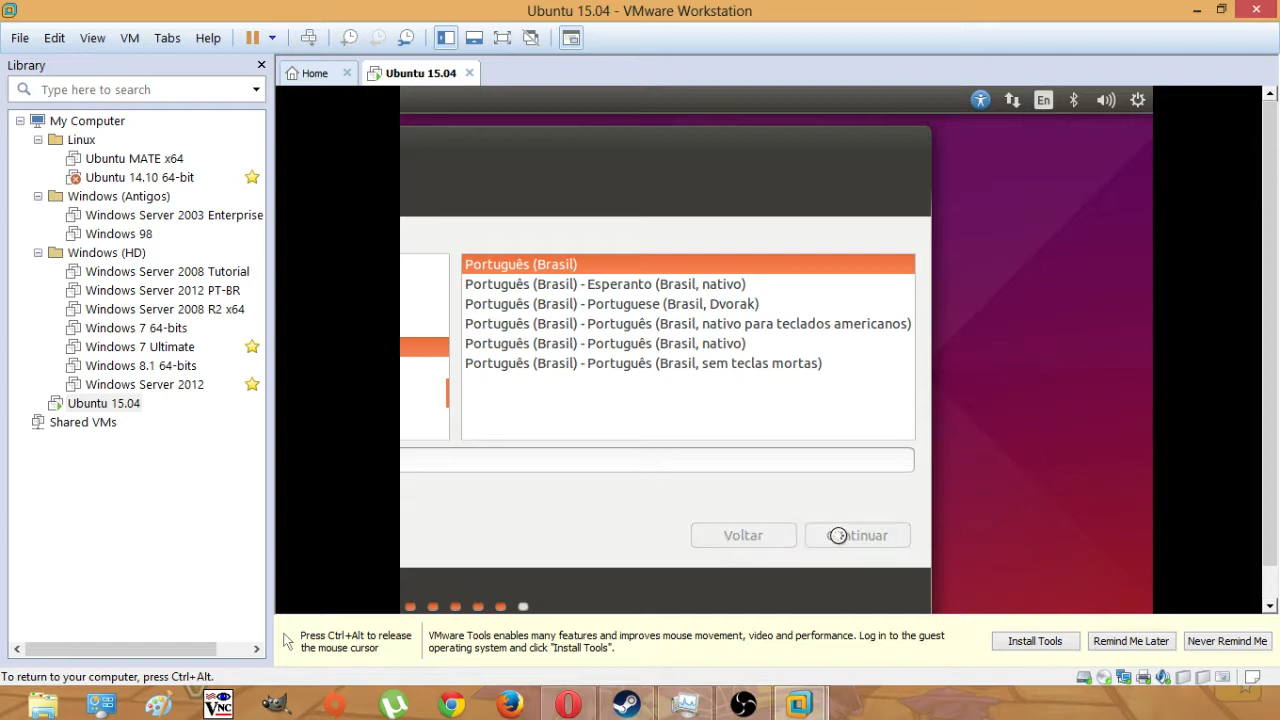 Ubuntu 15.04 - VMware Workstation
File Edit View VM Tabs Help
Library
Type here to search
Home
Ubuntu 15.04
En
My Computer
Linux
Ubuntu MATE x64
Ubuntu 14.10 64-bit
Windows (Antigos)
Windows Server 2003 Enterprise
Windows 98
Windows (HD)
Windows Server 2008 Tutorial
Windows Server 2012 PT-BR
Windows Server 2008 R2 x64
Windows 7 64-bits
Windows 7 Ultimate
Windows 8.1 64-bits
Windows Server 2012
Ubuntu 15.04
Shared VMs
Português (Brasil)
Português (Brasil) - Esperanto (Brasil, nativo)
Português (Brasil) - Portuguese (Brasil, Dvorak)
Português (Brasil) - Português (Brasil, nativo para teclados americanos)
Português (Brasil) - Português (Brasil, nativo)
Português (Brasil) - Português (Brasil, sem teclas mortas)
Voltar
Continuar
Press Ctrl+Alt to release
the mouse cursor
VMware Tools enables many features and improves mouse movement, video and performance. Log in to the guest
operating system and click "Install Tools".
Install Tools
Remind Me Later
Never Remind Me
To return to your computer, press Ctrl+Alt.
VNC